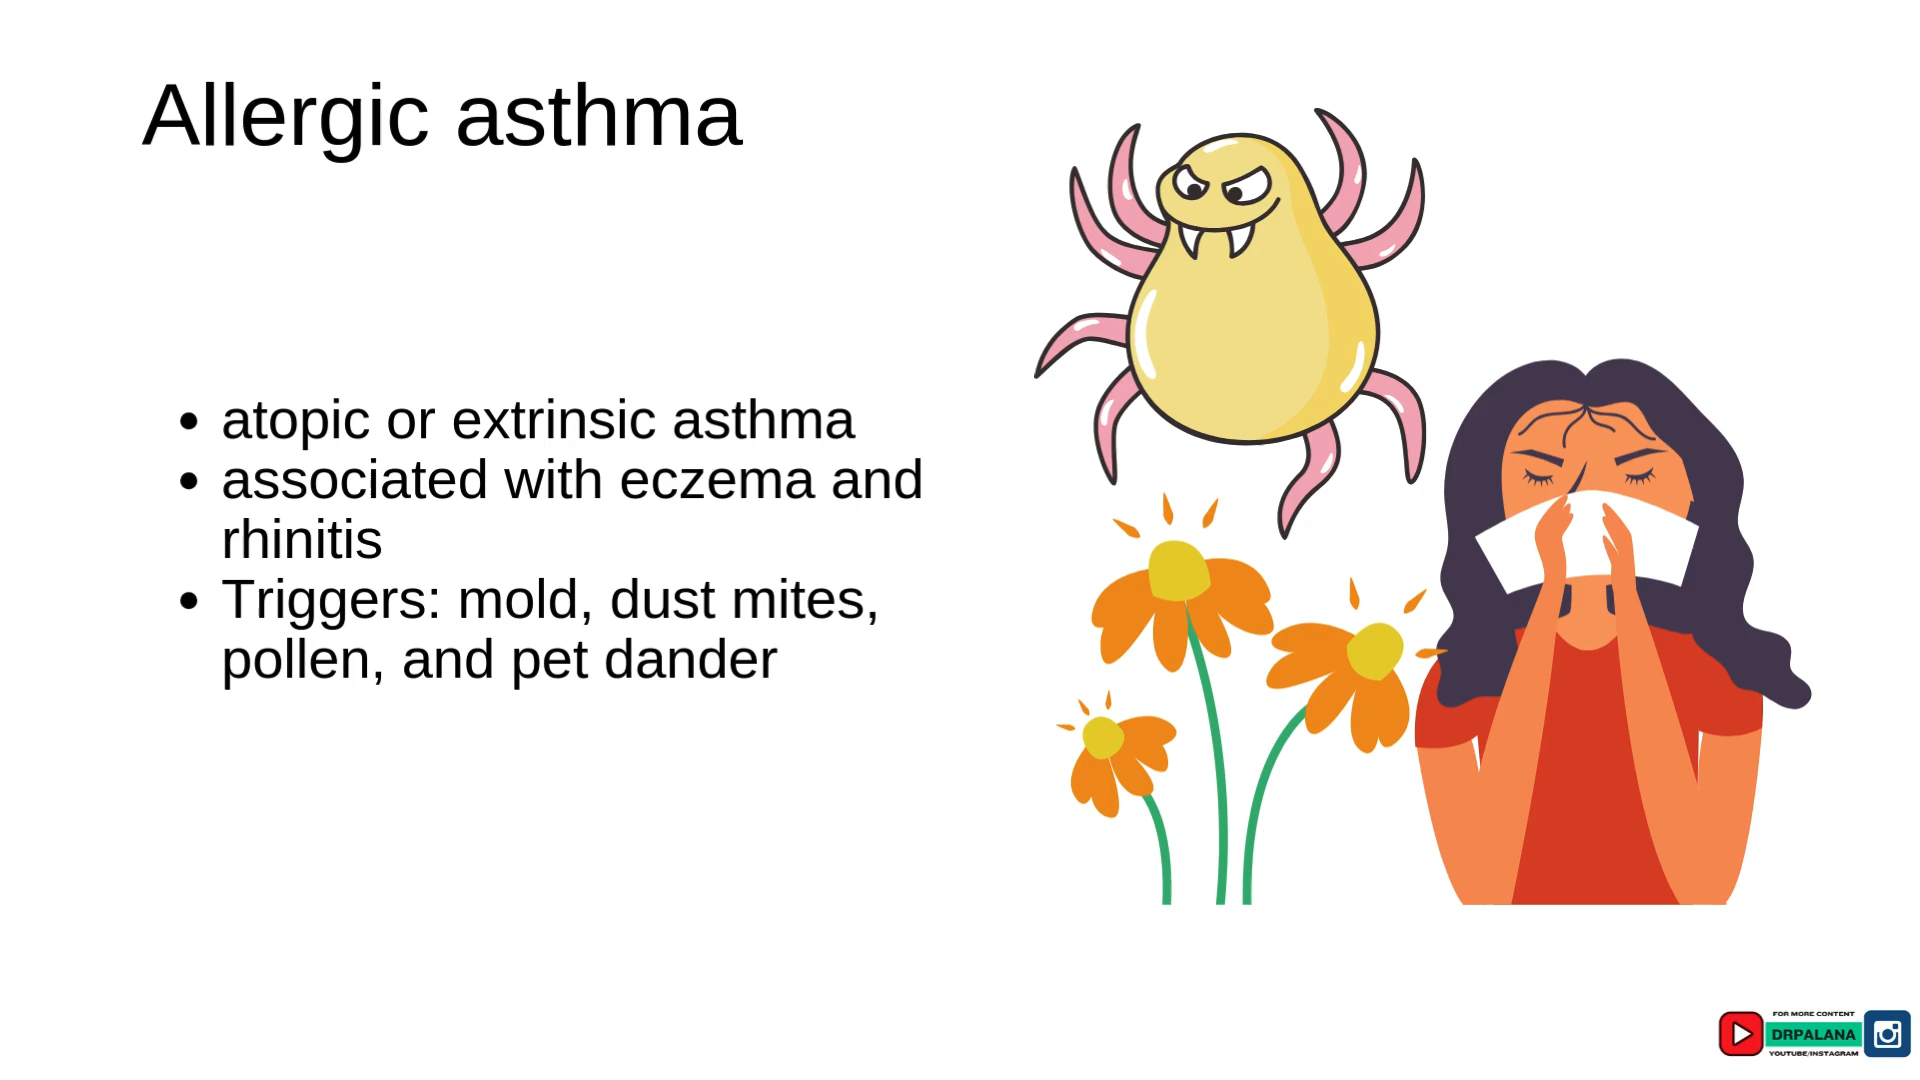 Allergic asthma
• atopic or extrinsic asthma
• associated with eczema and
rhinitis
• Triggers: mold, dust mites,
pollen, and pet dander
FOR MORE CONTENT
DRPALANA
YOUTUBE/INSTAGRAM